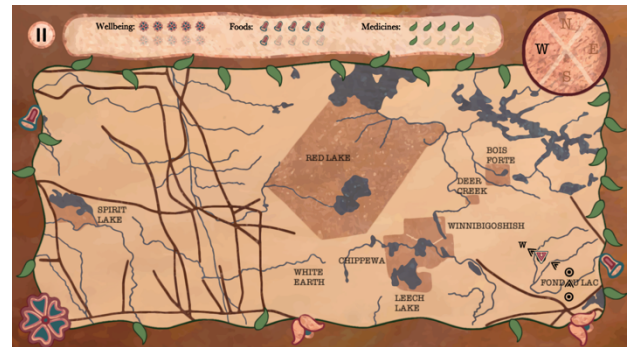 Wellbeing:
Foods:
Medicines:
N
W
E
S
RED LAKE
BOIS
FORTE
DEER
CREEK
SPIRIT
LAKE
WINNIBIGOSHISH
W
CHIPPEWA
WHITE
EARTH
FOND DU LAC
LEECH
LAKE